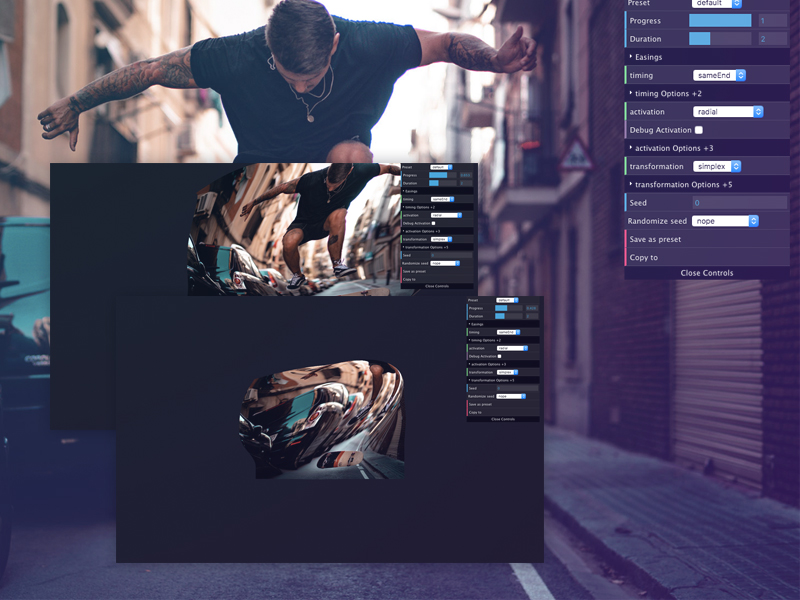 Preset default
Progress 1
Duration 2
Easings
timing sameEnd
timing Options +2
activation radial
Debug Activation
activation Options +3
transformation simplex
transformation Options +5
Seed 0
Randomize seed nope
Save as preset
Copy to
Close Controls
Preset default
Progress
Duration
Easings
timing sameEnd
timing Options +2
activation radial
Debug Activation
activation Options +3
transformation simplex
transformation Options +5
Seed
Randomize seed nope
Save as preset
Copy to
Close Controls
Preset default
Progress
Duration
Easings
timing sameEnd
timing Options +2
activation radial
Debug Activation
activation Options +3
transformation simplex
transformation Options +5
Seed
Randomize seed nope
Save as preset
Copy to
Close Controls